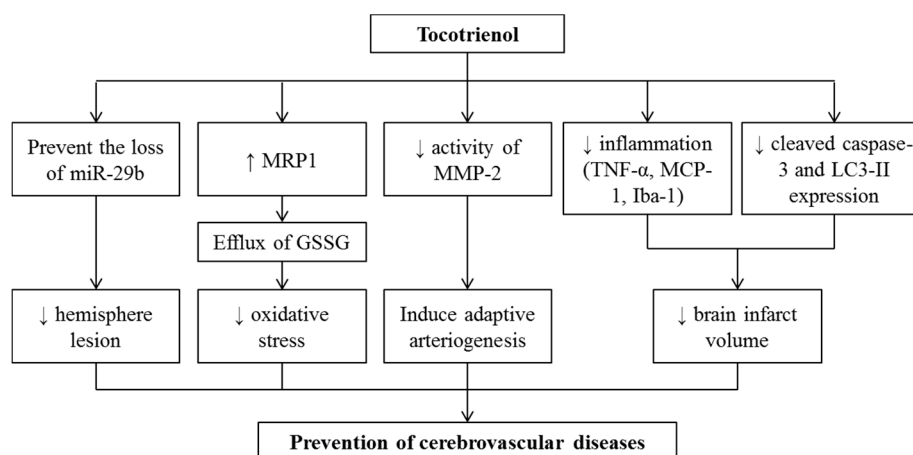 Tocotrienol
Prevent the loss
of miR-29b
↑ MRP1
↓ activity of
MMP-2
↓ inflammation
(TNF-α, MCP-
1, Iba-1)
↓ cleaved caspase-
3 and LC3-II
expression
Efflux of GSSG
↓ hemisphere
lesion
↓ oxidative
stress
Induce adaptive
arteriogenesis
↓ brain infarct
volume
Prevention of cerebrovascular diseases